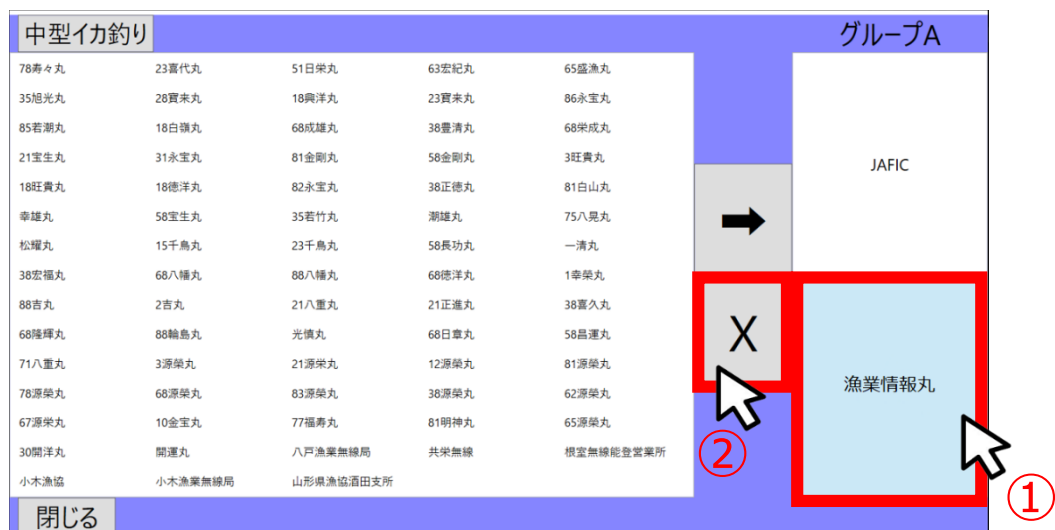 中型イカ釣り グループA
78寿々丸 23喜代丸 51日栄丸 63宏紀丸 65盛漁丸
35旭光丸 28寳来丸 18興洋丸 23寳来丸 86永宝丸
85若潮丸 18白嶺丸 68成雄丸 38豊清丸 68栄成丸
21宝生丸 31永宝丸 81金剛丸 58金剛丸 3旺貴丸
JAFIC
18旺貴丸 18徳洋丸 82永宝丸 38正徳丸 81白山丸
幸雄丸 58宝生丸 35若竹丸 潮雄丸 75八晃丸
➡
松耀丸 15千鳥丸 23千鳥丸 58長功丸 一清丸
38宏福丸 68八幡丸 88八幡丸 68徳洋丸 1幸榮丸
88吉丸 2吉丸 21八重丸 21正進丸 38喜久丸
68隆輝丸 88輪島丸 光慎丸 68日章丸 58昌運丸
X
71八重丸 3源榮丸 21源栄丸 12源榮丸 81源榮丸
漁業情報丸
78源榮丸 68源榮丸 83源榮丸 38源榮丸 62源榮丸
67源栄丸 10金宝丸 77福寿丸 81明神丸 65源榮丸
②
30開洋丸 開運丸 八戸漁業無線局 共栄無線 根室無線能登営業所
小木漁協 小木漁業無線局 山形県漁協酒田支所
①
閉じる